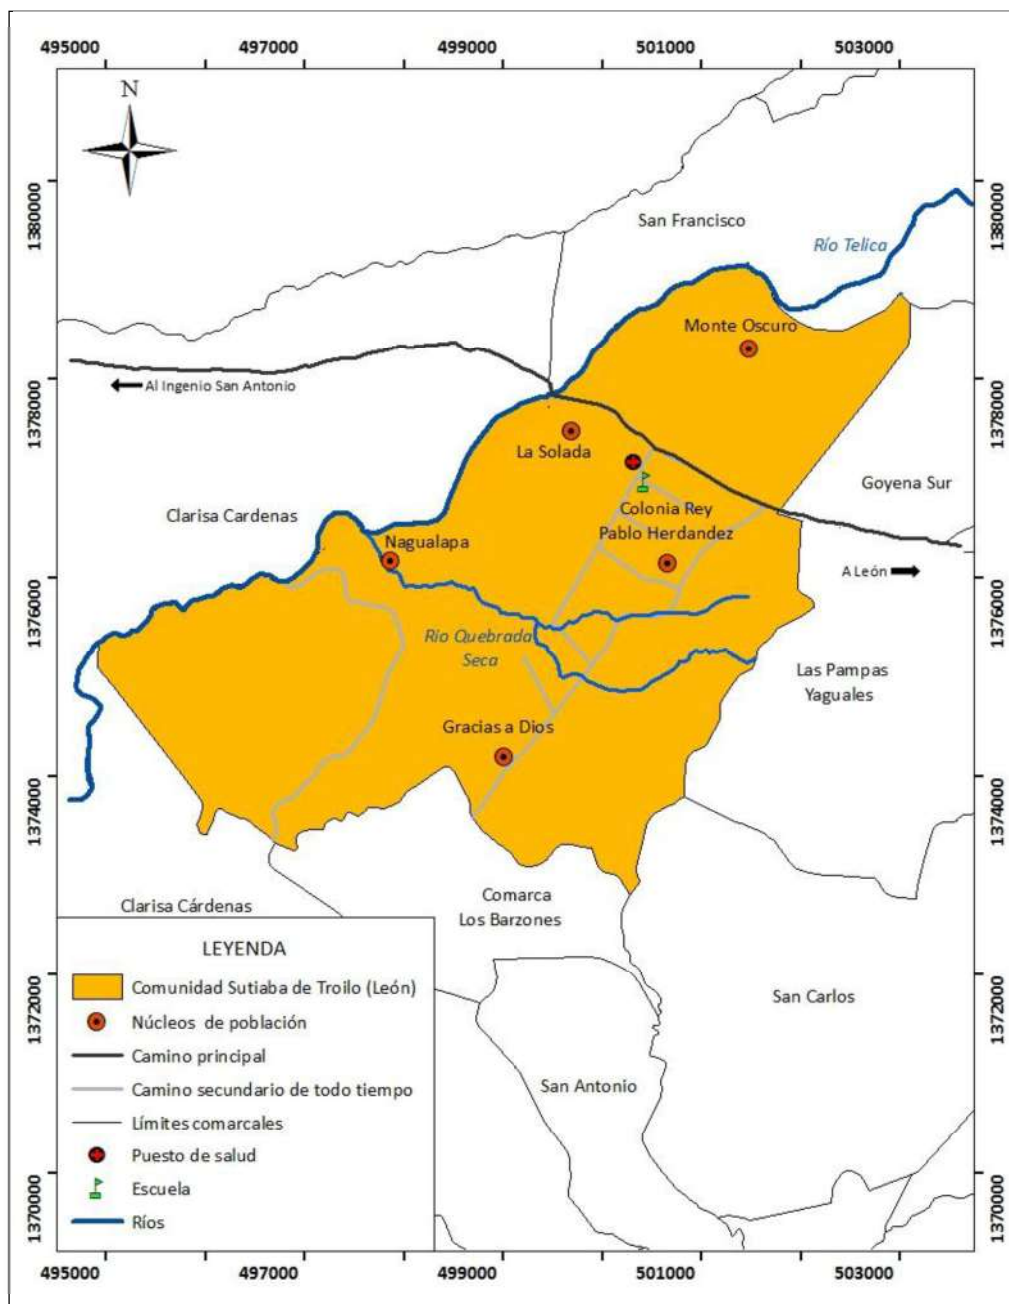 495000 497000 499000 501000 503000
N
1380000
1380000
San Francisco
Río Telica
Monte Oscuro
Al Ingenio San Antonio
1378000
1378000
La Solada
Goyena Sur
Colonia Rey
Pablo Herdandez
Clarisa Cardenas
Nagualapa
A León
1376000
1376000
Río Quebrada
Seca
Las Pampas
Yaguales
Gracias a Dios
1374000
1374000
Comarca
Los Barzones
Clarisa Cárdenas
LEYENDA
Comunidad Sutiaba de Troilo (León)
Núcleos de población
Camino principal
Camino secundario de todo tiempo
Límites comarcales
Puesto de salud
Escuela
Ríos
1372000
1372000
San Carlos
San Antonio
1370000
1370000
495000 497000 499000 501000 503000